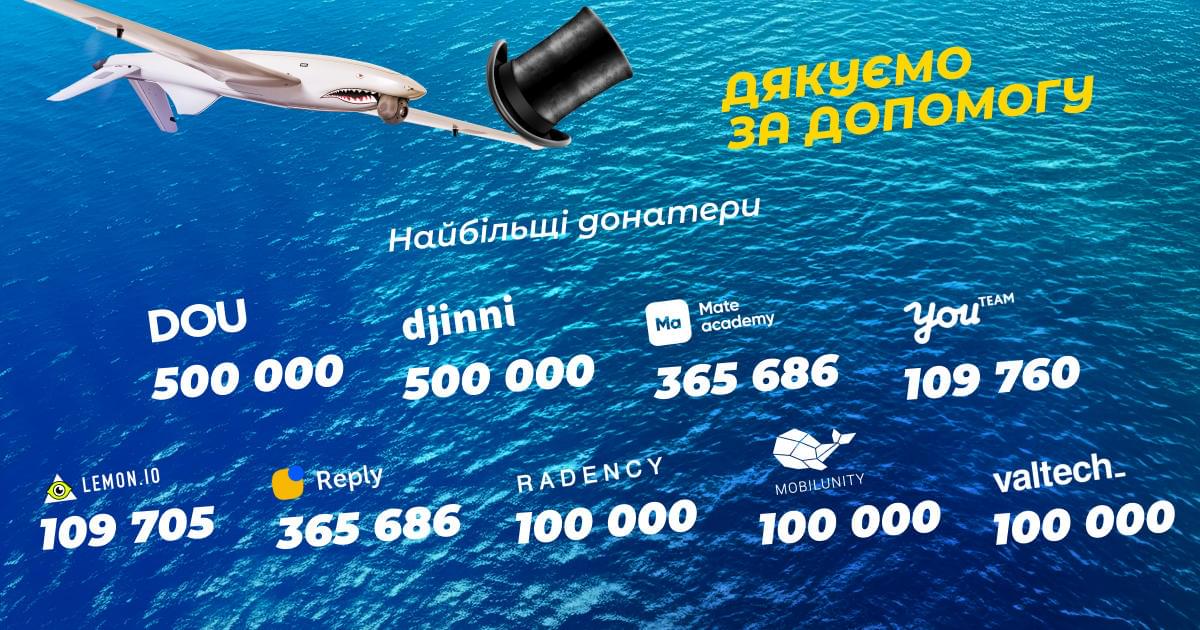 ДЯКУЄМО
ЗА ДОПОМОГУ
Найбільщі донатери
DOU
500 000
djinni
500 000
Ma
Mate
academy
365 686
you TEAM
109 760
LEMON.IO
109 705
Reply
365 686
RADENCY
100 000
MOBILUNITY
100 000
valtech_
100 000